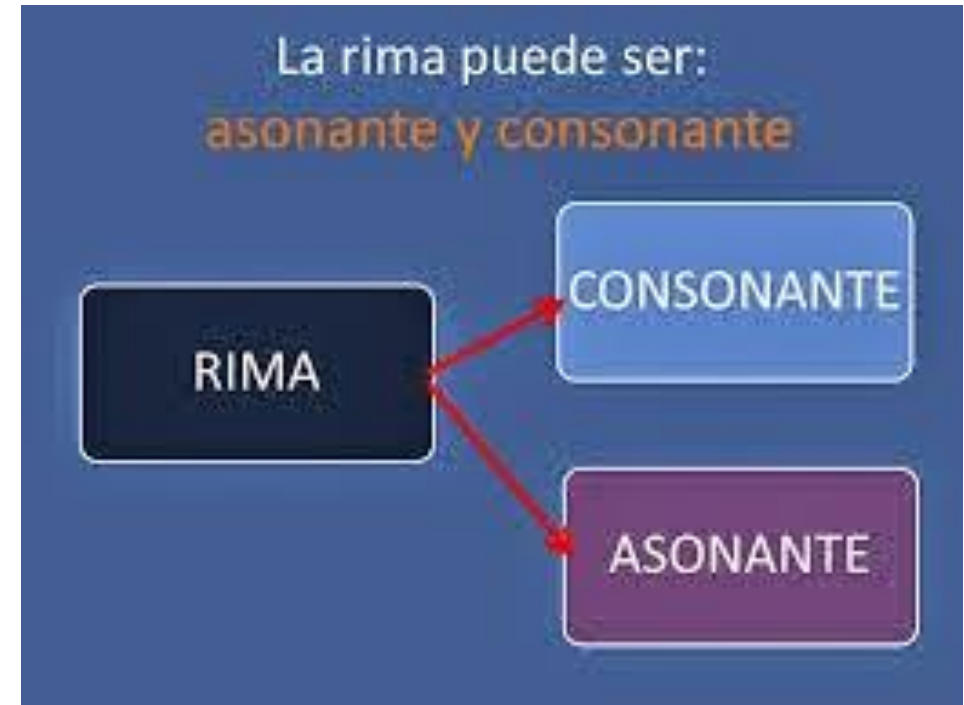 La rima puede ser:
asonante y consonante
CONSONANTE
RIMA
ASONANTE